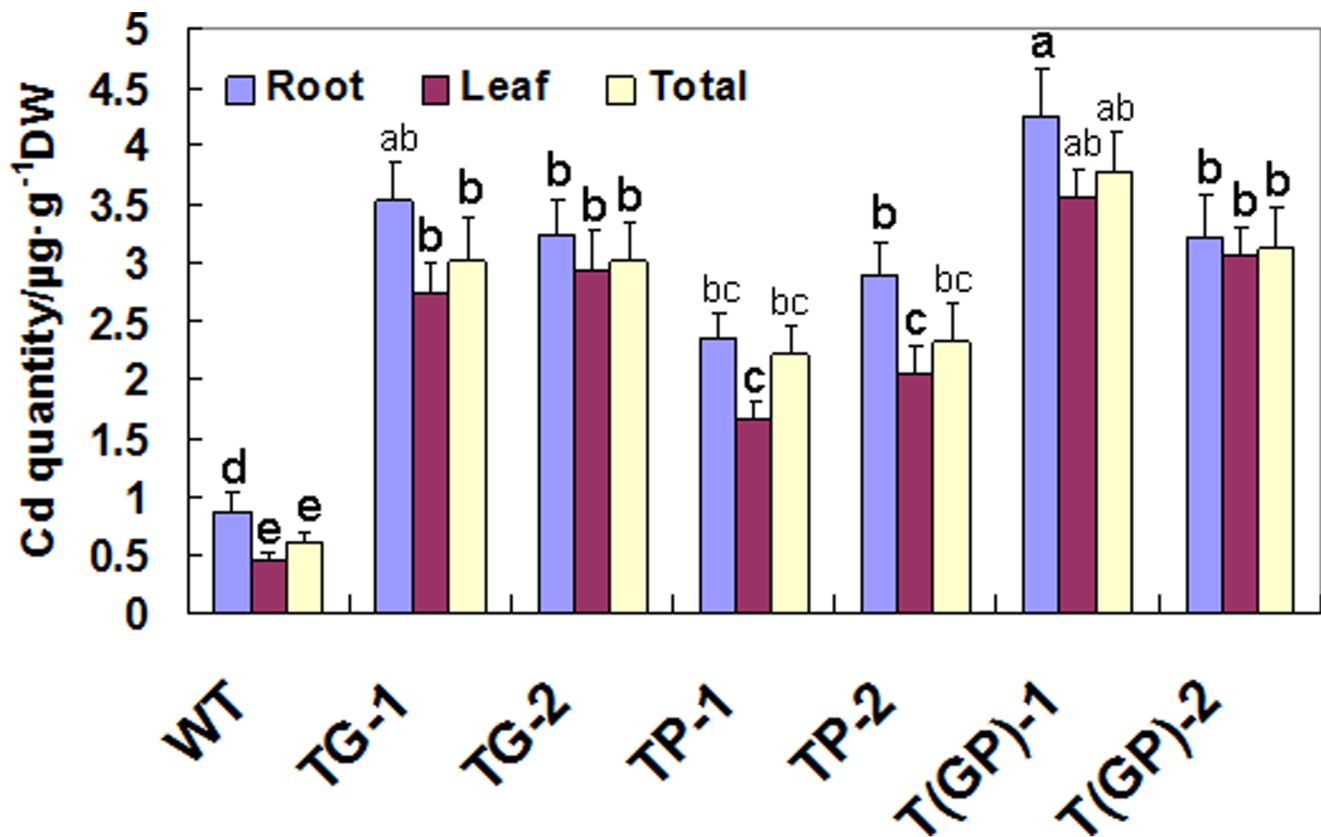 Cd quantity/µg·g⁻¹DW
5
4.5
4
3.5
3
2.5
2
1.5
1
0.5
0
Root Leaf Total
d e e
ab b b
b b b
bc c bc
b c bc
a ab ab
b b b
WT TG-1 TG-2 TP-1 TP-2 T(GP)-1 T(GP)-2